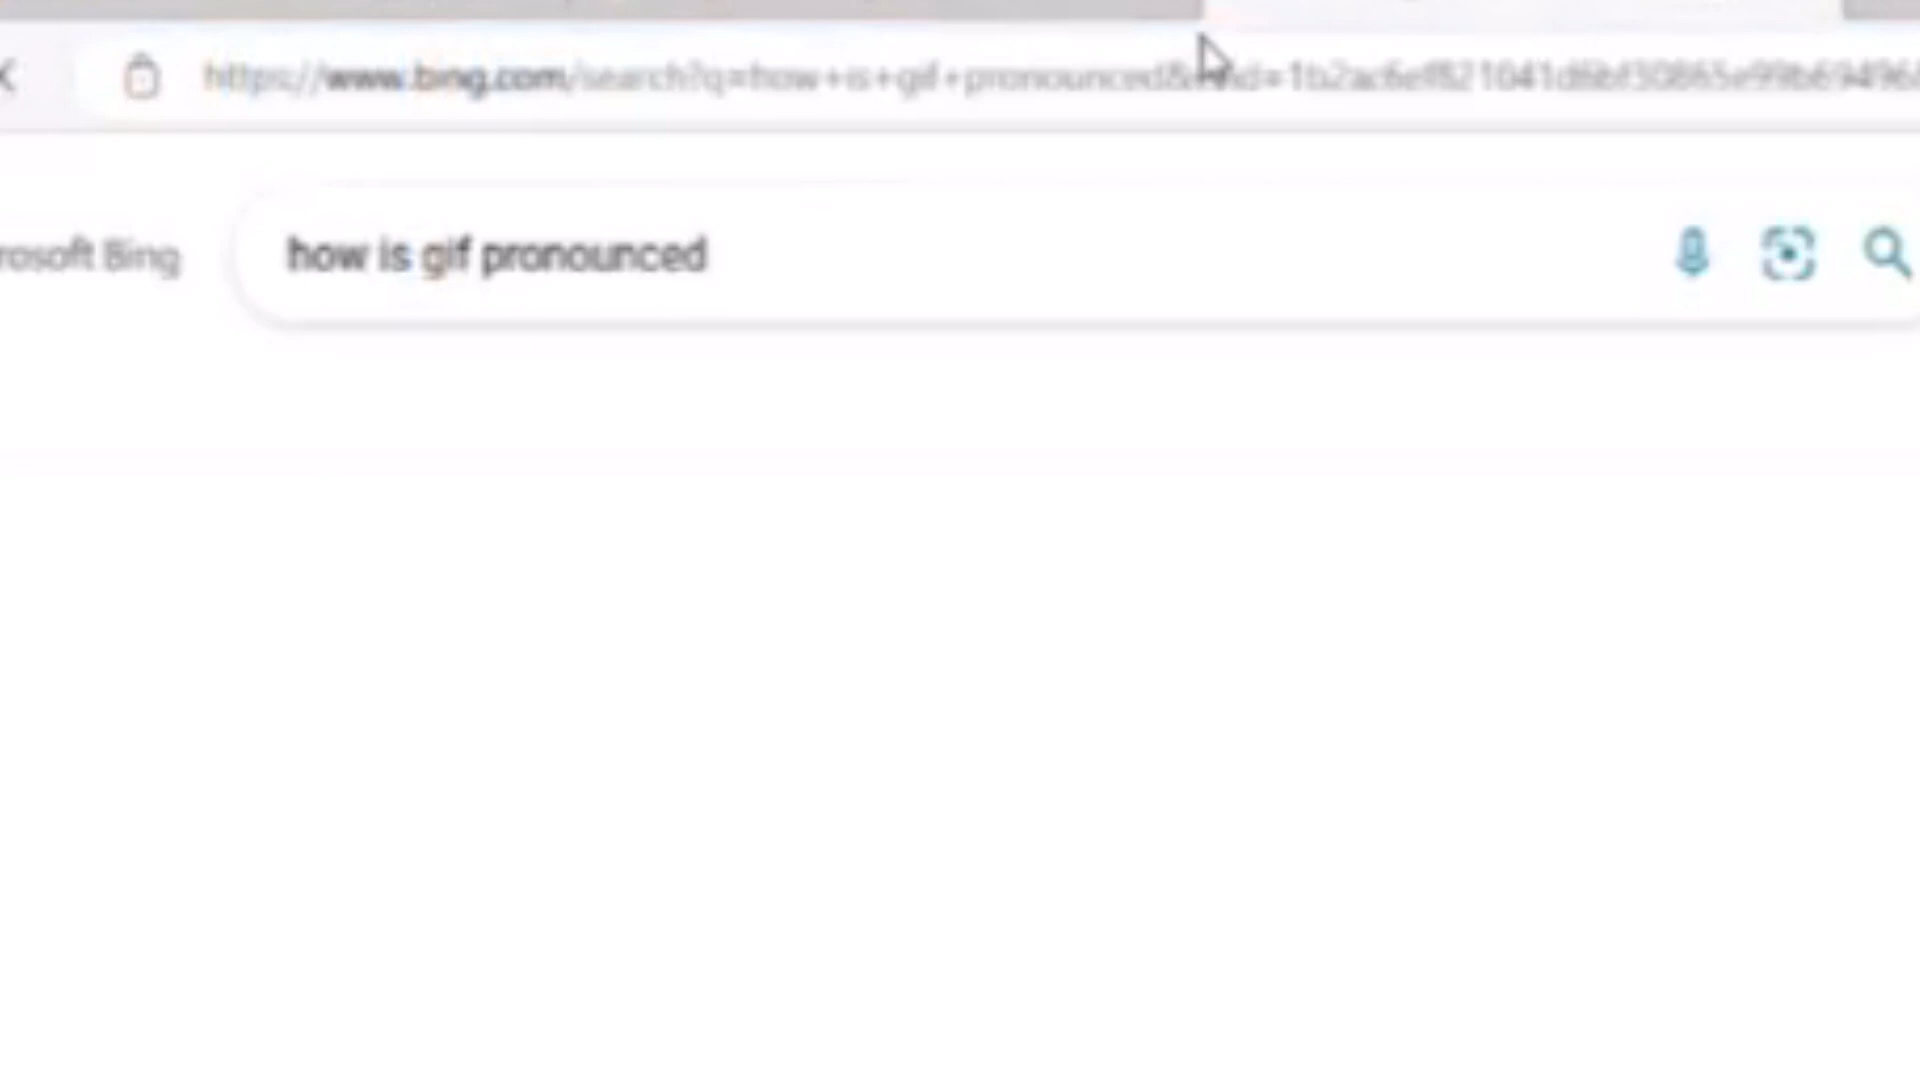 https://www.bing.com/search?q=how+is+gif+pronounced&
rosoft Bing
how is gif pronounced